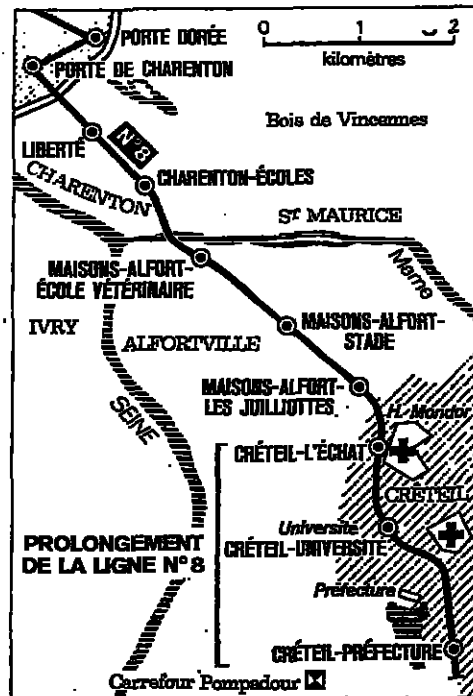 PORTE DORÉE
0 1 2
kilomètres
PORTE DE CHARENTON
Bois de Vincennes
N°8
LIBERTÉ
CHARENTON-ÉCOLES
CHARENTON
ST MAURICE
MAISONS-ALFORT-
ÉCOLE VÉTÉRINAIRE
Marne
IVRY
ALFORTVILLE
MAISONS-ALFORT-
STADE
MAISONS-ALFORT-
LES JUILLIOTTES
SEINE
H. Mondor
CRÉTEIL-L'ÉCHAT
CRÉTEIL
Université
CRÉTEIL-UNIVERSITÉ
PROLONGEMENT
DE LA LIGNE N°8
Préfecture
CRÉTEIL-PRÉFECTURE
Carrefour Pompadour